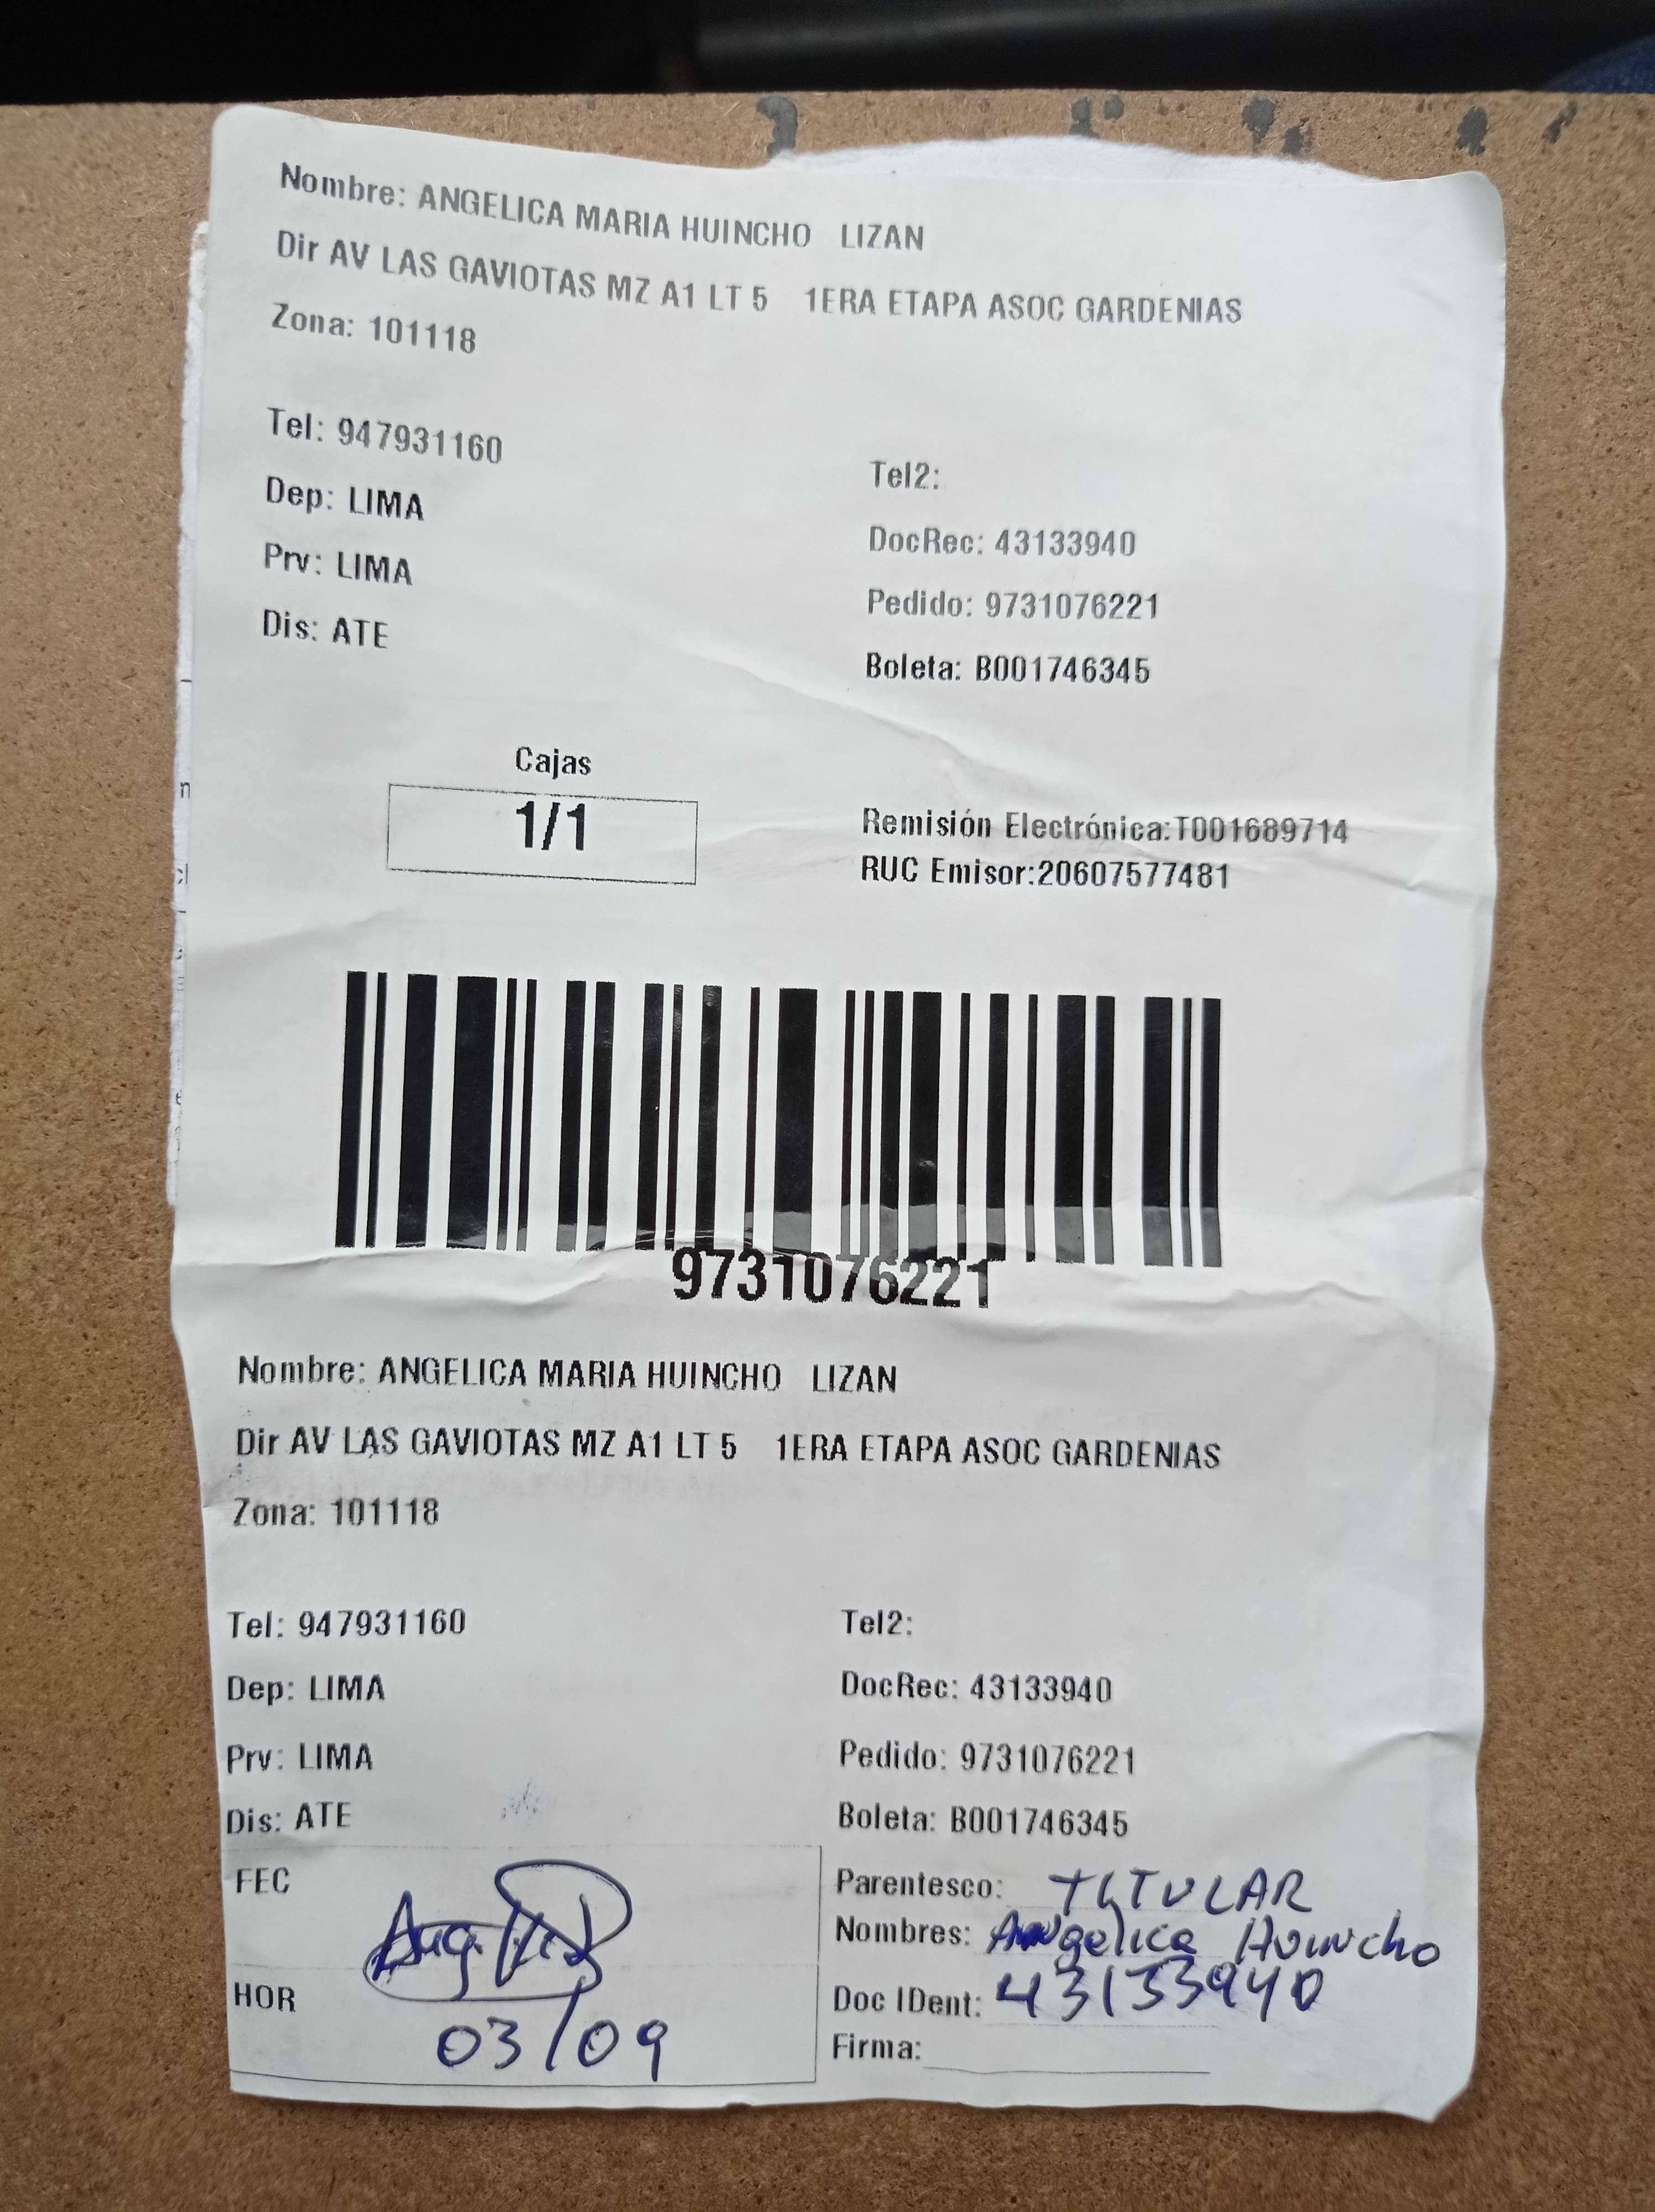 Nombre: ANGELICA MARIA HUINCHO LIZAN
Dir AV LAS GAVIOTAS MZ A1 LT 5 1ERA ETAPA ASOC GARDENIAS
Zona: 101118
Tel: 947931160
Tel2:
Dep: LIMA
DocRec: 43133940
Prv: LIMA
Pedido: 9731076221
Dis: ATE
Boleta: B001746345
Cajas
1/1
Remisión Electrónica:T001689714
RUC Emisor:20607577481
9731076221
Nombre: ANGELICA MARIA HUINCHO LIZAN
Dir AV LAS GAVIOTAS MZ A1 LT 5 1ERA ETAPA ASOC GARDENIAS
Zona: 101118
Tel: 947931160
Tel2:
Dep: LIMA
DocRec: 43133940
Prv: LIMA
Pedido: 9731076221
Dis: ATE
Boleta: B001746345
FEC
Parentesco: TITULAR
Nombres: Angelica Huincho
HOR
Doc IDent: 43133940
03/09
Firma: